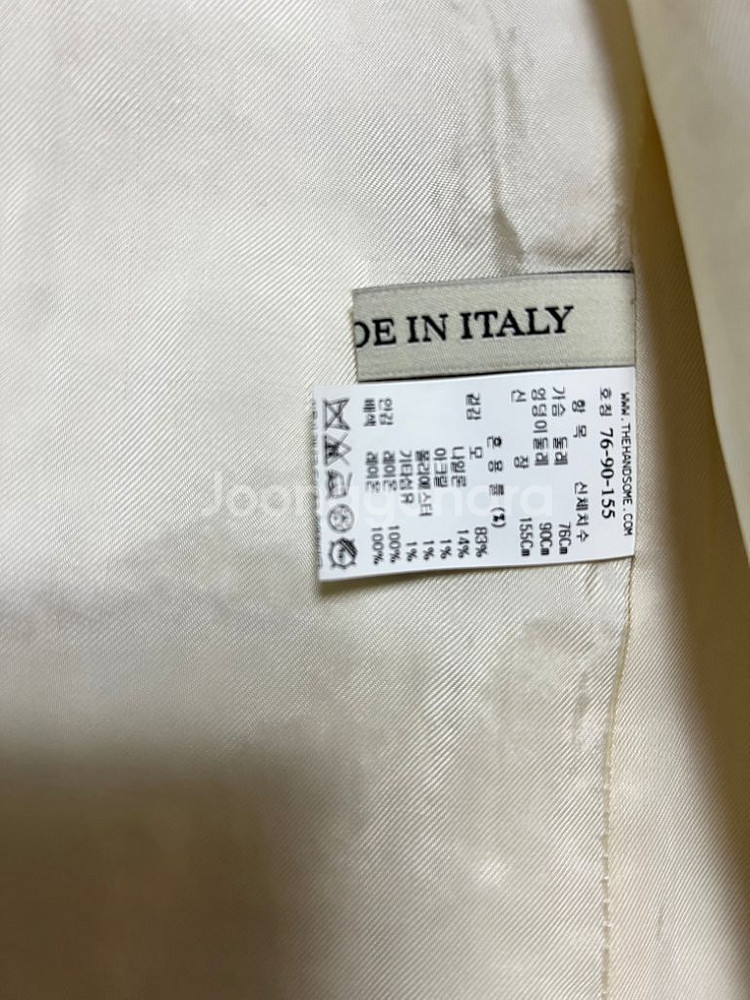 DE IN ITALY
WWW.THEHANDSOME.COM
호칭 76-90-155
항목 신체치수
가슴 둘레 76Cm
엉덩이둘레 90Cm
신 장 155Cm
혼 용 률 (%)
겉감 모 83%
나일론 14%
아크릴 1%
폴리에스터 1%
기타섬유 1%
안감 레이온 100%
배색 레이온 100%
Joonggonara